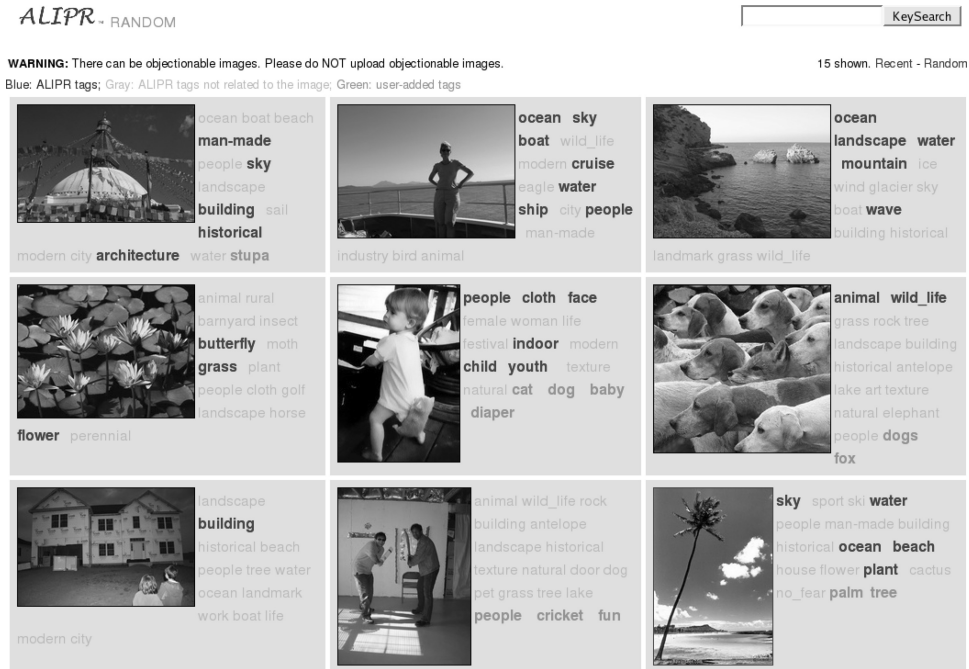 ALIPR™ RANDOM
KeySearch
WARNING: There can be objectionable images. Please do NOT upload objectionable images.
15 shown. Recent - Random
Blue: ALIPR tags; Gray: ALIPR tags not related to the image; Green: user-added tags
ocean boat beach
man-made
people sky
landscape
building sail
historical
modern city architecture water stupa
ocean sky
boat wild_life
modern cruise
eagle water
ship city people
man-made
industry bird animal
ocean
landscape water
mountain ice
wind glacier sky
boat wave
building historical
landmark grass wild_life
animal rural
barnyard insect
butterfly moth
grass plant
people cloth golf
landscape horse
flower perennial
people cloth face
female woman life
festival indoor modern
child youth texture
natural cat dog baby
diaper
animal wild_life
grass rock tree
landscape building
historical antelope
lake art texture
natural elephant
people dogs
fox
landscape
building
historical beach
people tree water
ocean landmark
work boat life
modern city
animal wild_life rock
building antelope
landscape historical
texture natural door dog
pet grass tree lake
people cricket fun
sky sport ski water
people man-made building
historical ocean beach
house flower plant cactus
no_fear palm tree